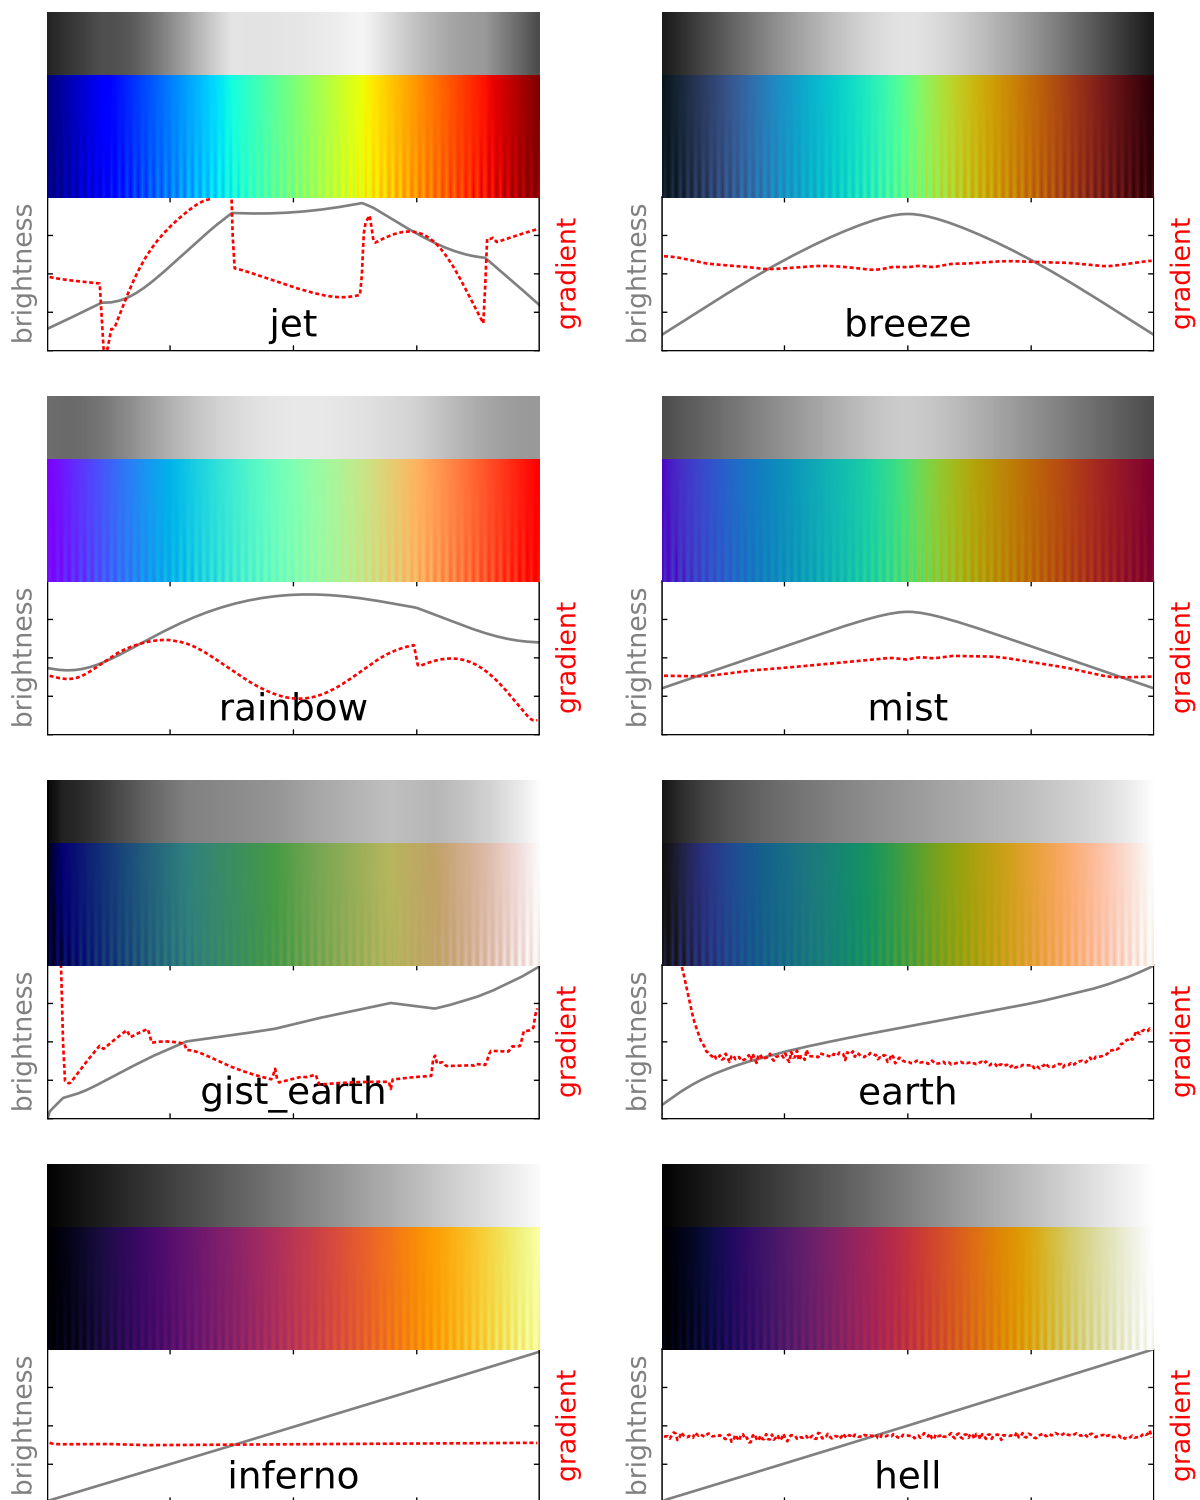 brightness
jet
gradient
brightness
breeze
gradient
brightness
rainbow
gradient
brightness
mist
gradient
brightness
gist_earth
gradient
brightness
earth
gradient
brightness
inferno
gradient
brightness
hell
gradient